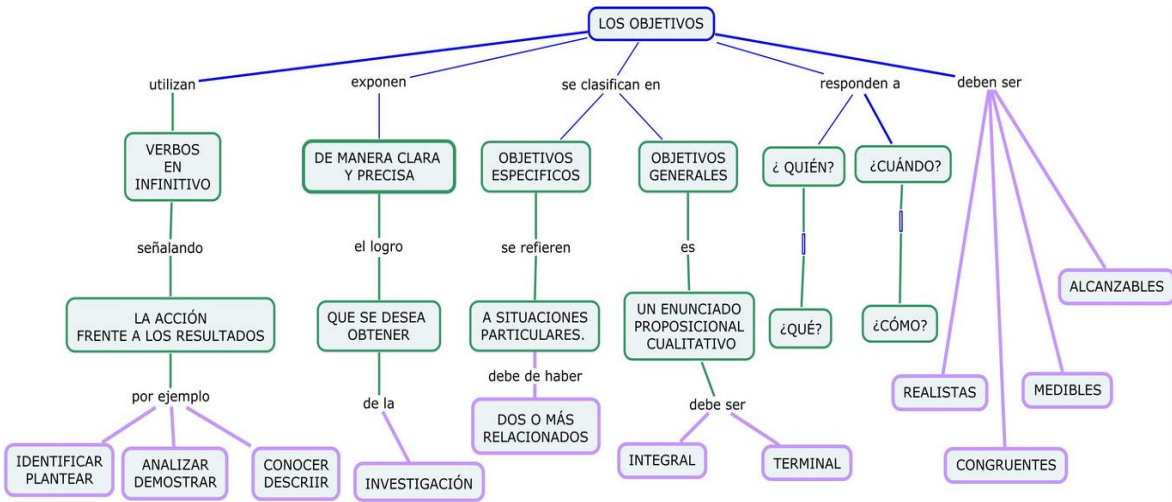 LOS OBJETIVOS
utilizan
exponen
se clasifican en
responden a
deben ser
VERBOS
EN
INFINITIVO
DE MANERA CLARA
Y PRECISA
OBJETIVOS
ESPECIFICOS
OBJETIVOS
GENERALES
¿ QUIÉN?
¿CUÁNDO?
señalando
el logro
se refieren
es
LA ACCIÓN
FRENTE A LOS RESULTADOS
QUE SE DESEA
OBTENER
A SITUACIONES
PARTICULARES.
UN ENUNCIADO
PROPOSICIONAL
CUALITATIVO
¿QUÉ?
¿CÓMO?
ALCANZABLES
por ejemplo
de la
debe de haber
debe ser
REALISTAS
MEDIBLES
IDENTIFICAR
PLANTEAR
ANALIZAR
DEMOSTRAR
CONOCER
DESCRIIR
INVESTIGACIÓN
DOS O MÁS
RELACIONADOS
INTEGRAL
TERMINAL
CONGRUENTES